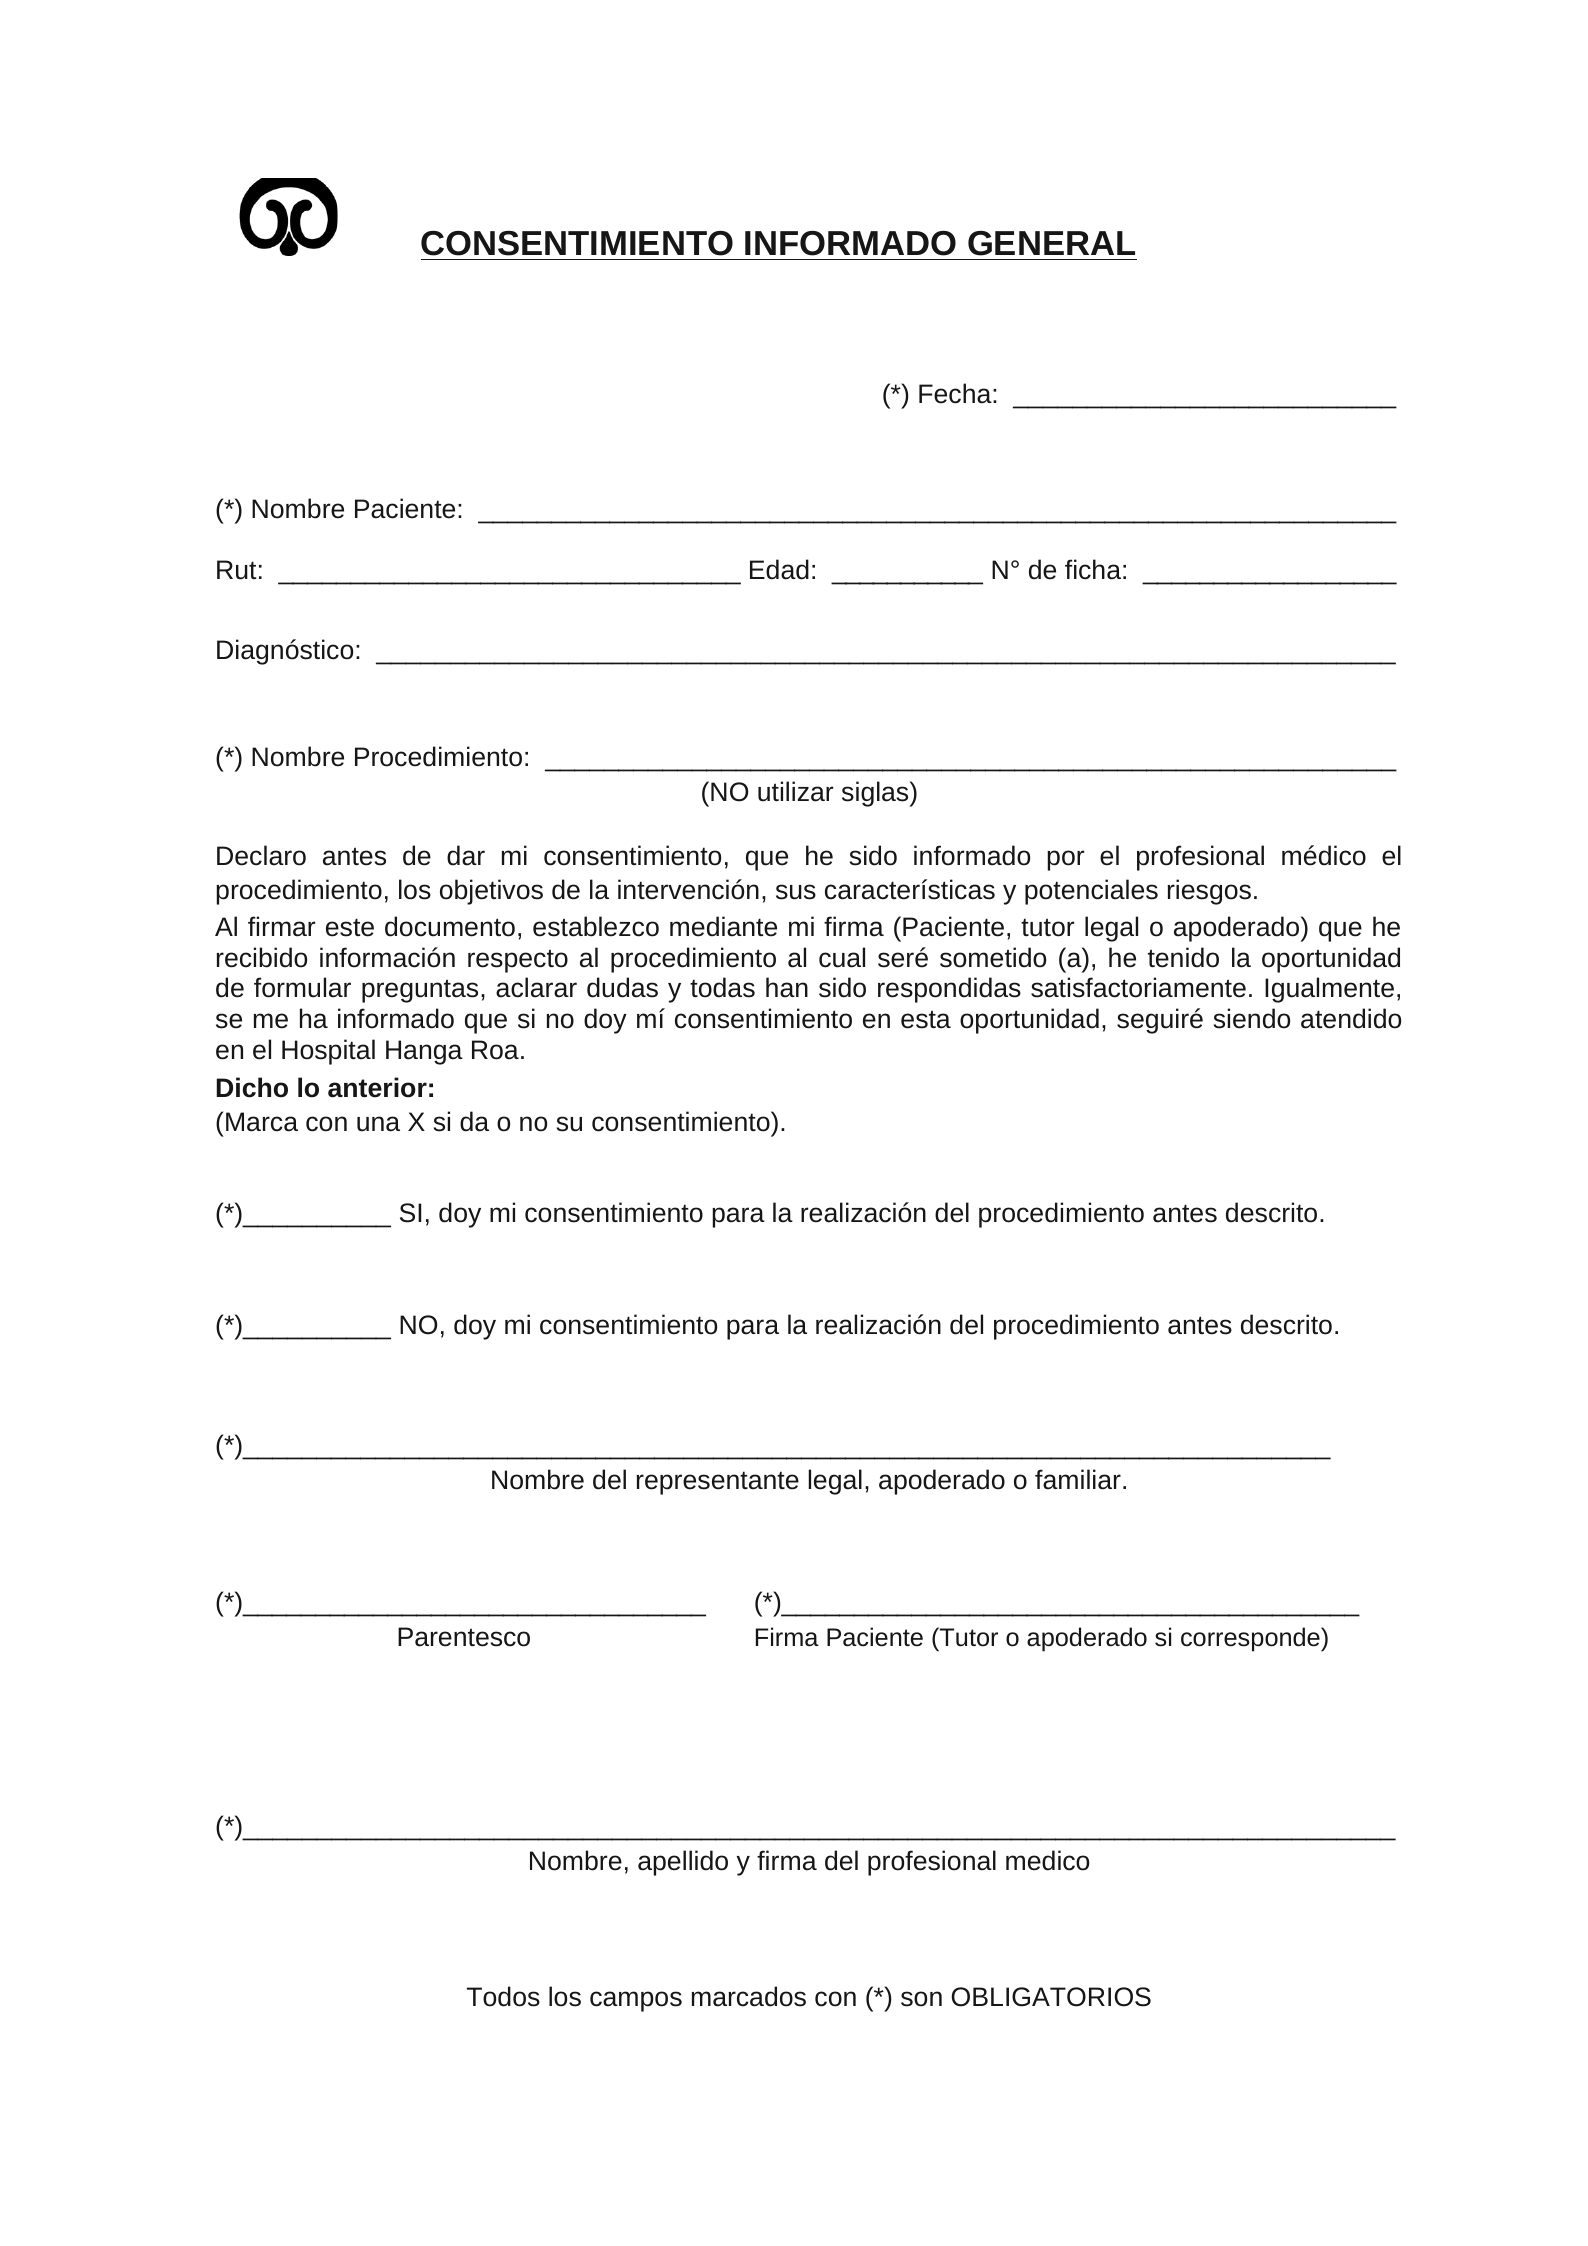 CONSENTIMIENTO INFORMADO GENERAL
(*) Fecha: __________________________
(*) Nombre Paciente: _______________________________________________________________
Rut: ________________________________ Edad: __________ N° de ficha: _________________
Diagnóstico: ______________________________________________________________________
(*) Nombre Procedimiento: __________________________________________________________
(NO utilizar siglas)
Declaro antes de dar mi consentimiento, que he sido informado por el profesional médico el
procedimiento, los objetivos de la intervención, sus características y potenciales riesgos.
Al firmar este documento, establezco mediante mi firma (Paciente, tutor legal o apoderado) que he
recibido información respecto al procedimiento al cual seré sometido (a), he tenido la oportunidad
de formular preguntas, aclarar dudas y todas han sido respondidas satisfactoriamente. Igualmente,
se me ha informado que si no doy mí consentimiento en esta oportunidad, seguiré siendo atendido
en el Hospital Hanga Roa.
Dicho lo anterior:
(Marca con una X si da o no su consentimiento).
(*)__________ SI, doy mi consentimiento para la realización del procedimiento antes descrito.
(*)__________ NO, doy mi consentimiento para la realización del procedimiento antes descrito.
(*)__________________________________________________________________________
Nombre del representante legal, apoderado o familiar.
(*)________________________________ (*)________________________________________
Parentesco Firma Paciente (Tutor o apoderado si corresponde)
(*)_______________________________________________________________________________
Nombre, apellido y firma del profesional medico
Todos los campos marcados con (*) son OBLIGATORIOS